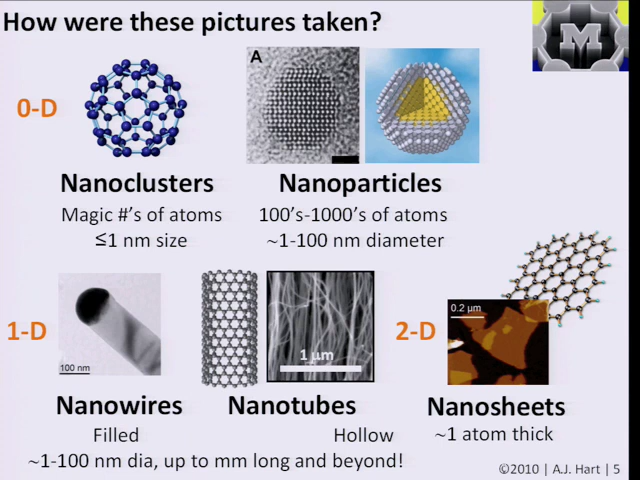 How were these pictures taken?
M
A
0-D
Nanoclusters
Nanoparticles
Magic #'s of atoms
100's-1000's of atoms
≤1 nm size
~1-100 nm diameter
1-D
100 nm
1 µm
2-D
0.2 µm
Nanowires
Nanotubes
Nanosheets
Filled
Hollow
~1 atom thick
~1-100 nm dia, up to mm long and beyond!
©2010 | A.J. Hart | 5